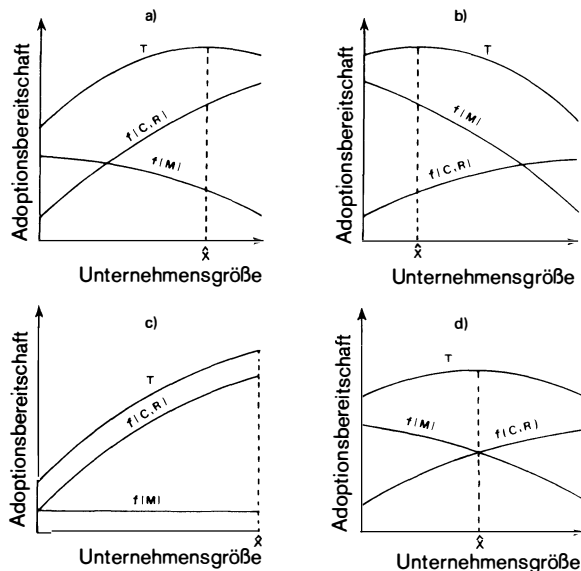 a)
Adoptionsbereitschaft
T
f|C,R|
f|M|
x̂
Unternehmensgröße
b)
Adoptionsbereitschaft
T
f|M|
f|C,R|
x̂
Unternehmensgröße
c)
Adoptionsbereitschaft
T
f|C,R|
f|M|
x̂
Unternehmensgröße
d)
Adoptionsbereitschaft
T
f|M|
f|C,R|
x̂
Unternehmensgröße